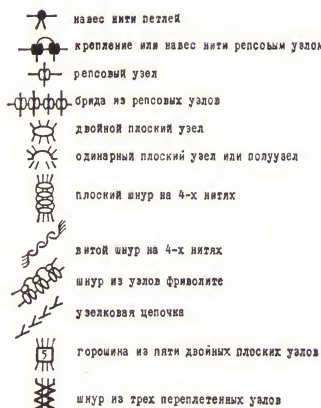 навес нити петлей
крепление или навес нити репсовым узлом
репсовый узел
брида из репсовых узлов
двойной плоский узел
одинарный плоский узел или полуузел
плоский шнур на 4-х нитях
витой шнур на 4-х нитях
шнур из узлов фриволите
узелковая цепочка
5
горошина из пяти двойных плоских узлов
шнур из трех переплетенных узлов